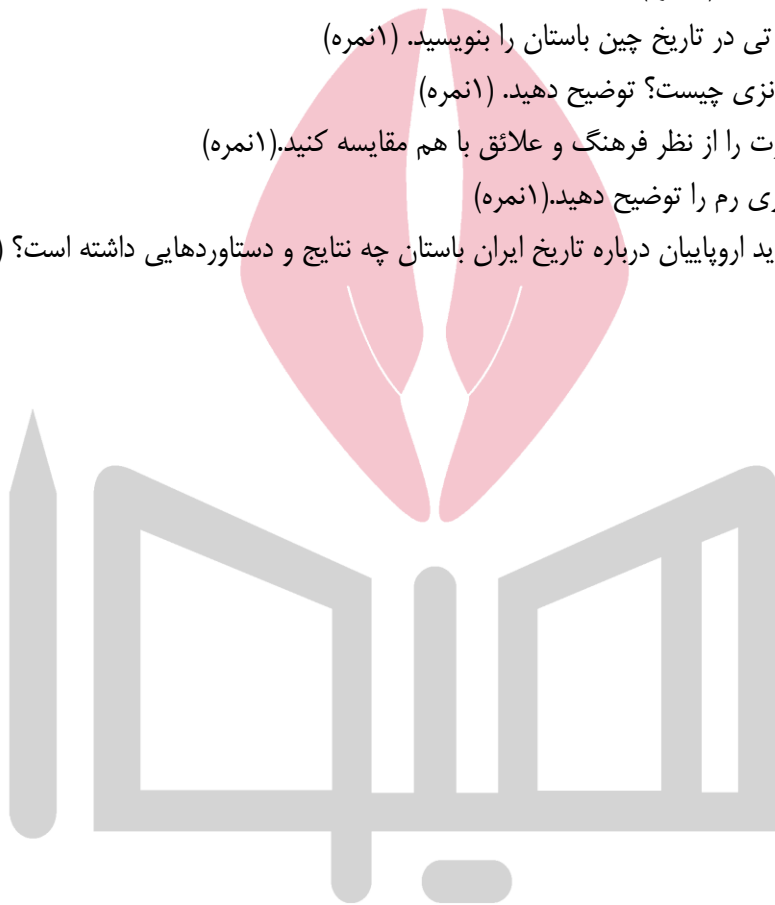 تی در تاریخ چین باستان را بنویسید. (۱نمره)
نزی چیست؟ توضیح دهید. (۱نمره)
ت را از نظر فرهنگ و علائق با هم مقایسه کنید.(۱نمره)
ری رم را توضیح دهید.(۱نمره)
ید اروپاییان درباره تاریخ ایران باستان چه نتایج و دستاوردهایی داشته است؟ (